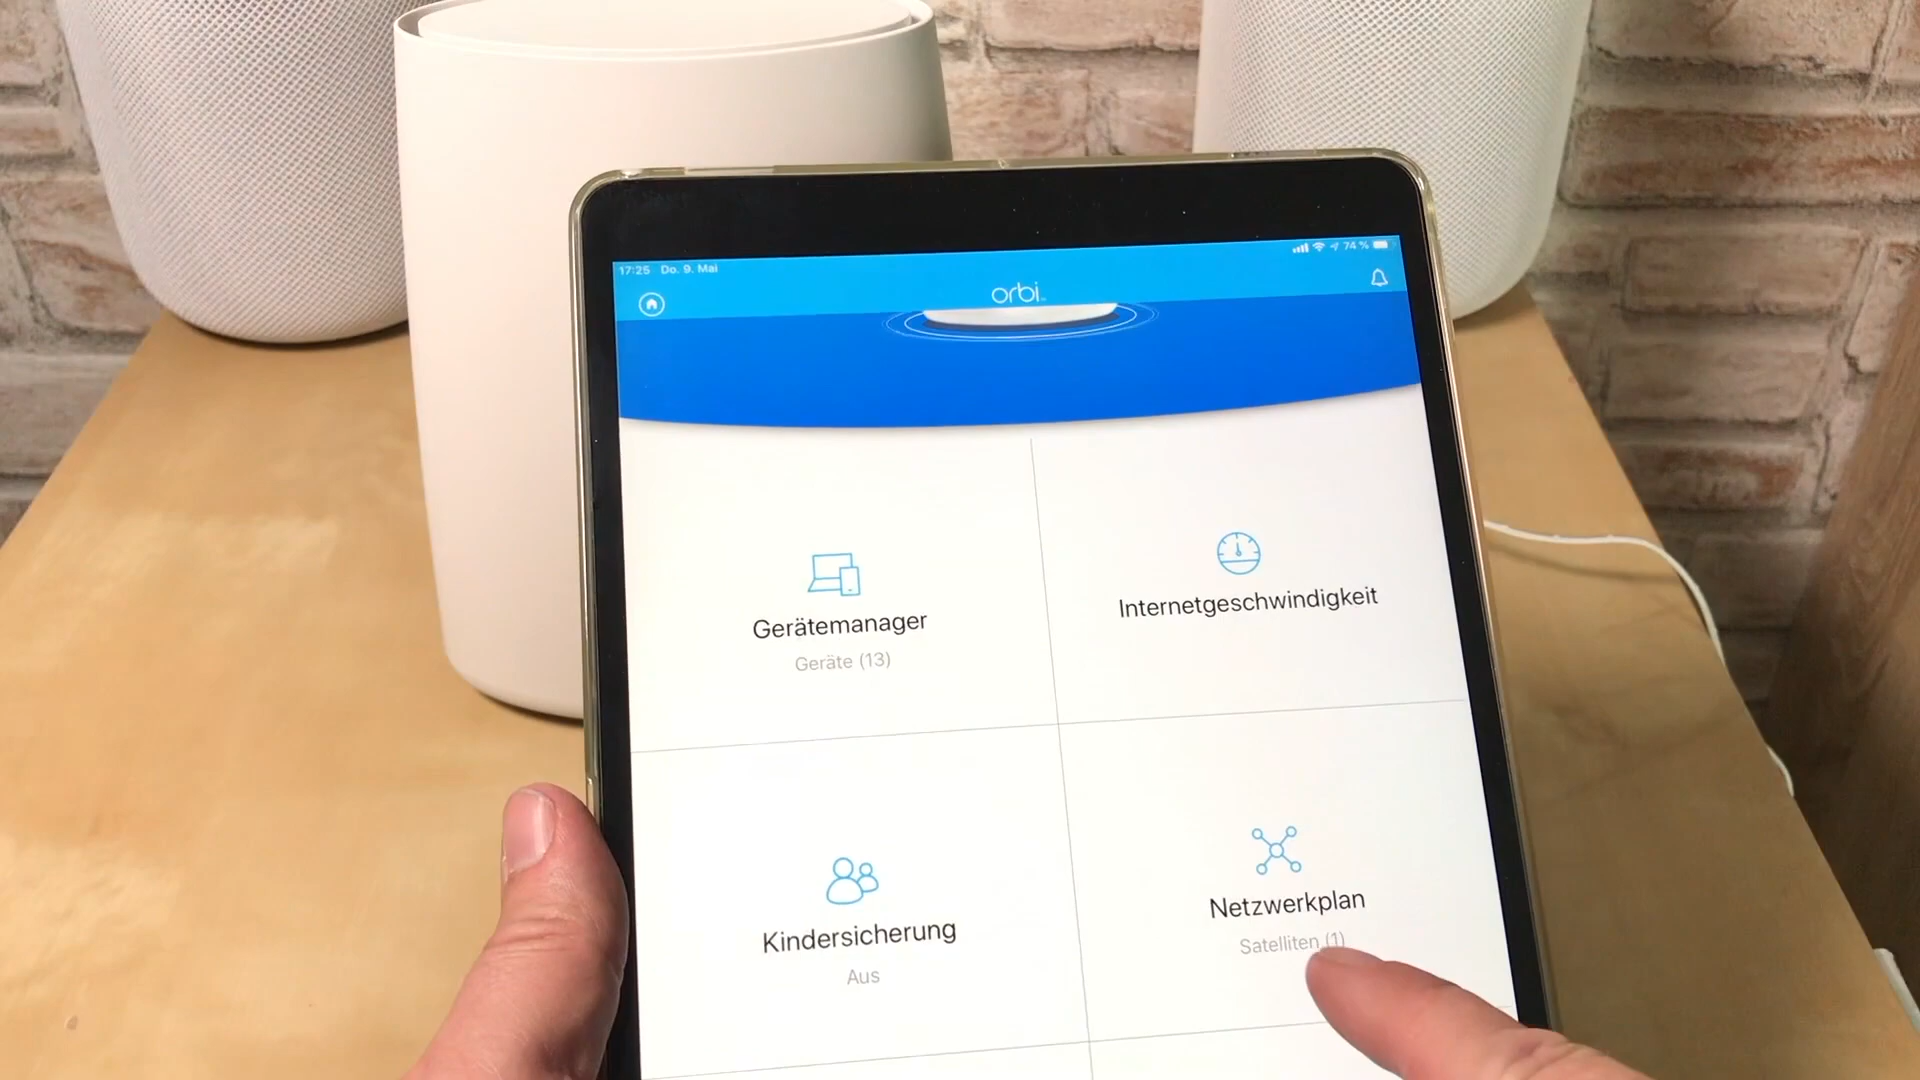 17:25 Do. 9. Mai
74 %
orbi
Gerätemanager
Geräte (13)
Internetgeschwindigkeit
Kindersicherung
Aus
Netzwerkplan
Satelliten (1)